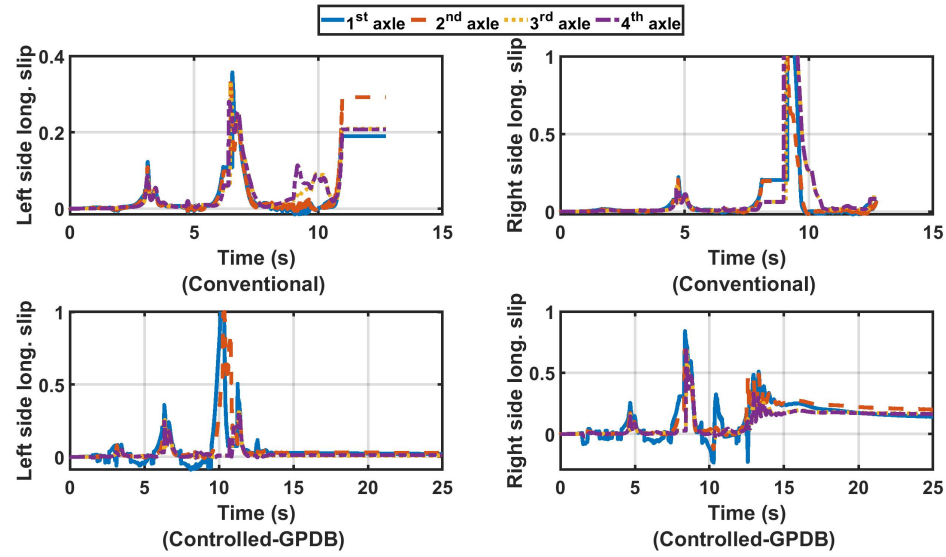 1st axle 2nd axle 3rd axle 4th axle
Left side long. slip
0.4
0.2
0
0 5 10 15
Time (s)
(Conventional)
Right side long. slip
1
0.5
0
0 5 10 15
Time (s)
(Conventional)
Left side long. slip
1
0.5
0
0 5 10 15 20 25
Time (s)
(Controlled-GPDB)
Right side long. slip
1
0.5
0
0 5 10 15 20 25
Time (s)
(Controlled-GPDB)